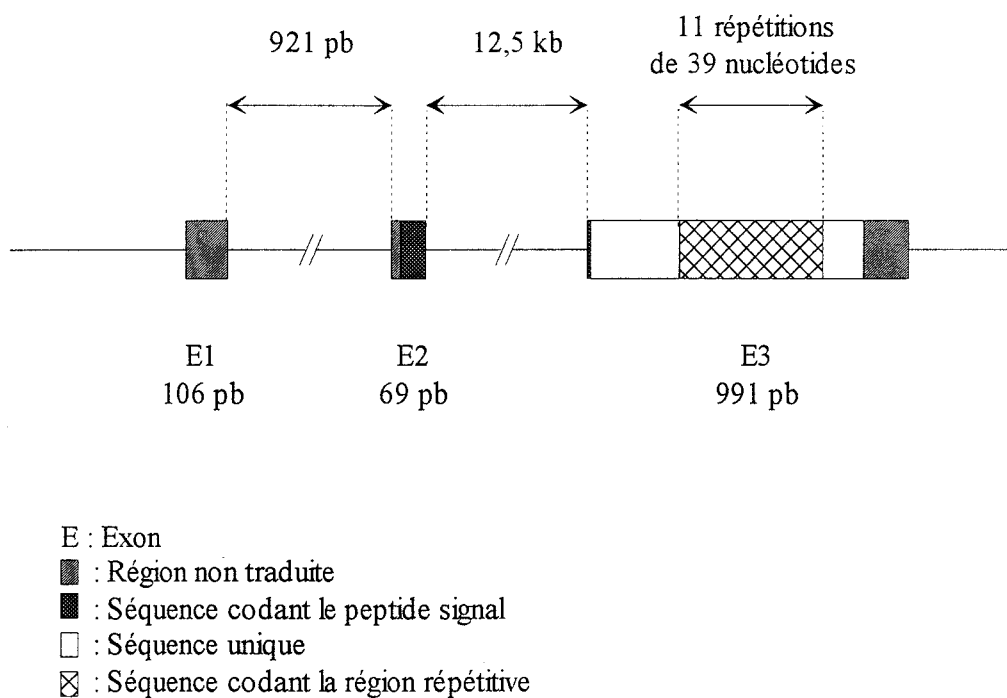 921 pb
12,5 kb
11 répétitions
de 39 nucléotides
E1
106 pb
E2
69 pb
E3
991 pb
E : Exon
: Région non traduite
: Séquence codant le peptide signal
: Séquence unique
: Séquence codant la région répétitive